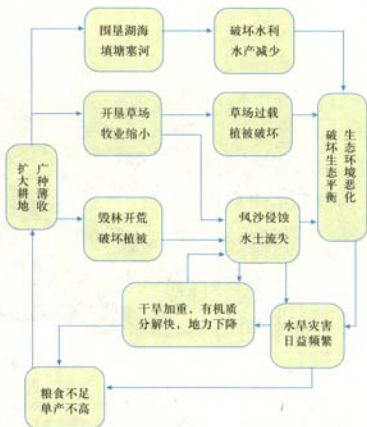 围垦湖海
填塘塞河
破坏水利
水产减少
开垦草场
牧业缩小
草场过载
植被破坏
生态环境恶化
破坏生态平衡
广种薄收
扩大耕地
毁林开荒
破坏植被
风沙侵蚀
水土流失
干旱加重，有机质
分解快，地力下降
水旱灾害
日益频繁
粮食不足
单产不高